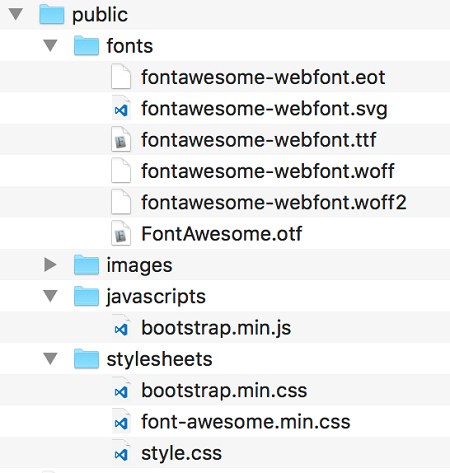 public
fonts
fontawesome-webfont.eot
fontawesome-webfont.svg
fontawesome-webfont.ttf
fontawesome-webfont.woff
fontawesome-webfont.woff2
FontAwesome.otf
images
javascripts
bootstrap.min.js
stylesheets
bootstrap.min.css
font-awesome.min.css
style.css